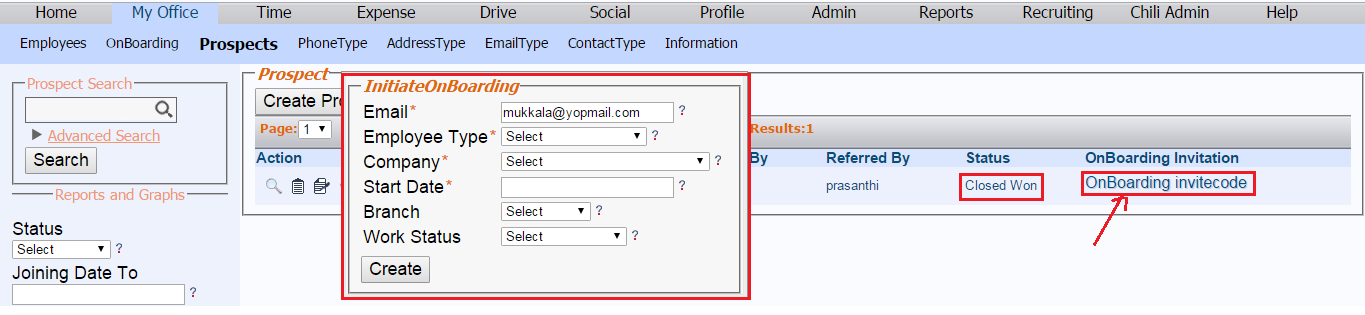 Home My Office Time Expense Drive Social Profile Admin Reports Recruiting Chili Admin Help
Employees OnBoarding Prospects PhoneType AddressType EmailType ContactType Information
Prospect Search
Advanced Search
Search
Reports and Graphs
Status
Select ?
Joining Date To
?
Prospect
Create Pr
Page: 1 Results:1
Action By Referred By Status OnBoarding Invitation
prasanthi Closed Won OnBoarding invitecode
InitiateOnBoarding
Email* mukkala@yopmail.com ?
Employee Type* Select ?
Company* Select ?
Start Date* ?
Branch Select ?
Work Status Select ?
Create